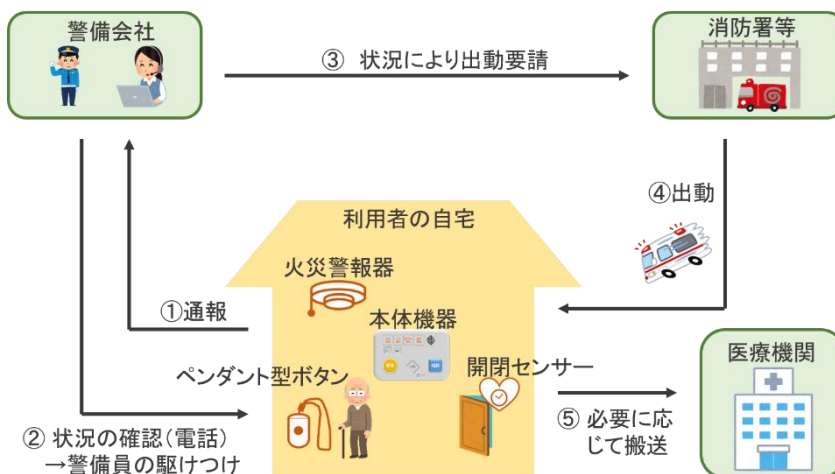 警備会社
消防署等
③ 状況により出動要請
④出動
利用者の自宅
火災警報器
①通報
本体機器
ペンダント型ボタン
開閉センサー
医療機関
② 状況の確認（電話）
→警備員の駆けつけ
⑤ 必要に応
じて搬送